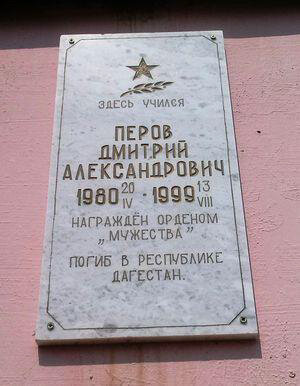 ЗДЕСЬ УЧИЛСЯ
ПЕРОВ
ДМИТРИЙ
АЛЕКСАНДРОВИЧ
1980 20 IV - 1999 13 VIII
НАГРАЖДЁН ОРДЕНОМ
„МУЖЕСТВА"
ПОГИБ В РЕСПУБЛИКЕ
ДАГЕСТАН.